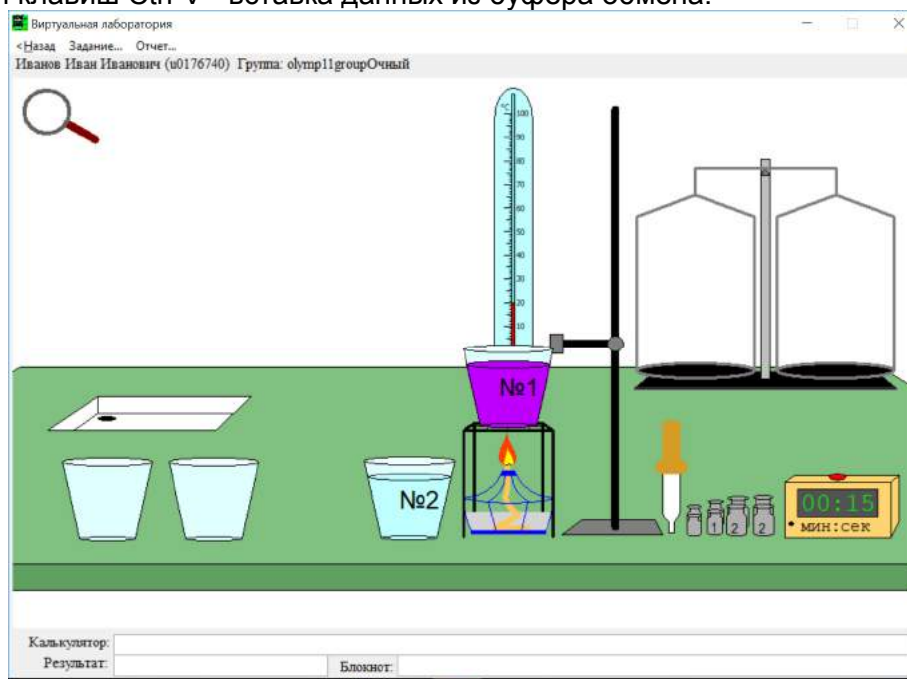 клавиш Ctrl-V - вставка данных из буфера обмена.
Виртуальная лаборатория
<Назад Задание... Отчет...
Иванов Иван Иванович (u0176740) Группа: olymp11groupОчный
°C
100
90
80
70
60
50
40
30
20
10
№1
№2
1 2 2
00:15
мин:сек
Калькулятор:
Результат: Блокнот: